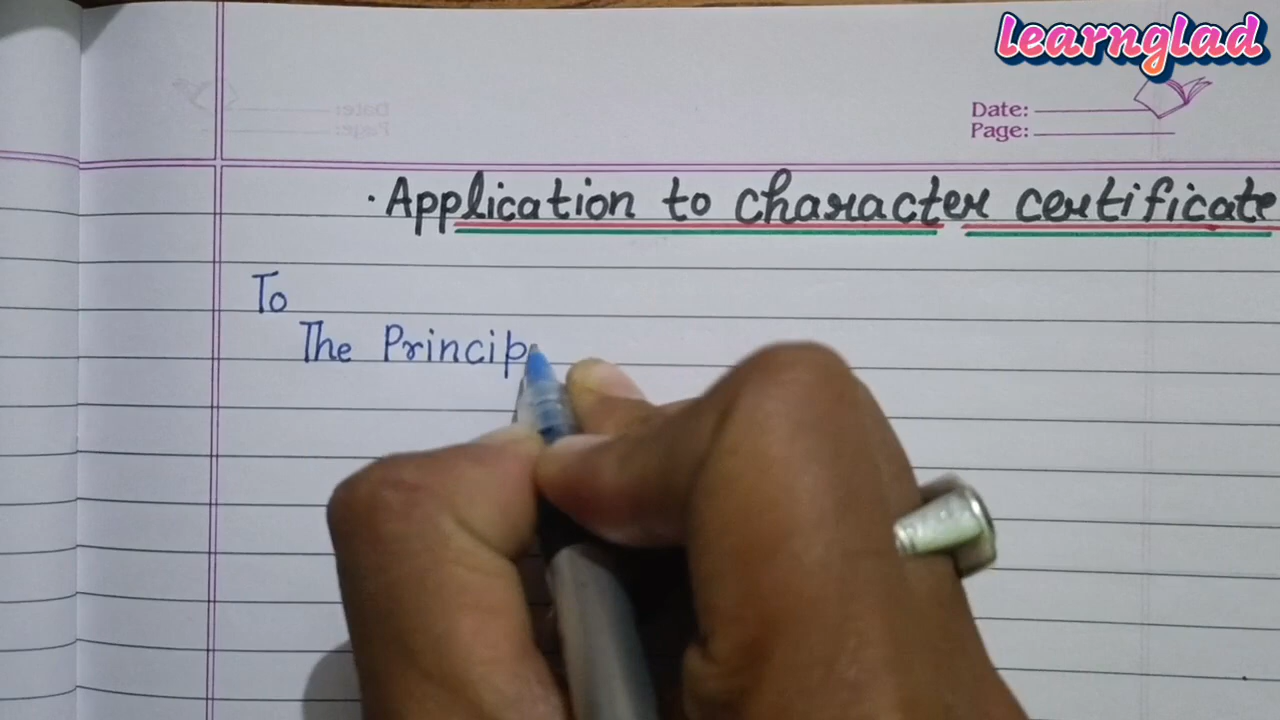 learnglad
Date:
Page:
Application to character certificate
To
The Princip